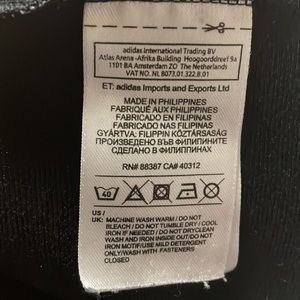 adidas International Trading BV
Atlas Arena -Afrika Building Hoogoorddreef 9a
1101 BA Amsterdam ZO The Netherlands
VAT NO. NL 8073.01.322.B.01
ET: adidas Imports and Exports Ltd
MADE IN PHILIPPINES
FABRIQUÉ AUX PHILIPPINES
FABRICADO EN FILIPINAS
FABRICADO NAS FILIPINAS
GYÁRTVA: FILIPPIN KÖZTÁRSASÁG
ПРОИЗВЕДЕНО ВЪВ ФИЛИПИНИТЕ
СДЕЛАНО В ФИЛИППИНАХ
RN# 88387 CA# 40312
40
US /
UK: MACHINE WASH WARM / DO NOT
BLEACH / DO NOT TUMBLE DRY / COOL
IRON IF NEEDED / DO NOT DRYCLEAN
WASH AND IRON INSIDE OUT/DO NOT
IRON MOTIF/USE MILD DETERGENT
ONLY/WASH WITH FASTENERS
CLOSED